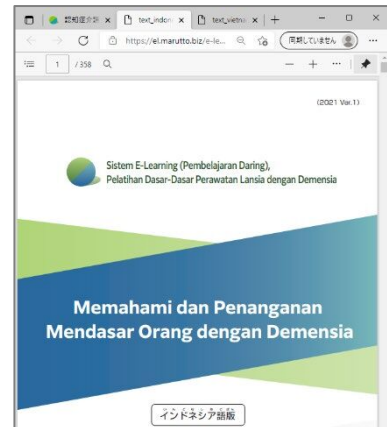 認知症介護
text_indon
text_vietna
https://el.marutto.biz/e-le...
同期していません
1 / 358
(2021 Ver.1)
Sistem E-Learning (Pembelajaran Daring),
Pelatihan Dasar-Dasar Perawatan Lansia dengan Demensia
Memahami dan Penanganan
Mendasar Orang dengan Demensia
インドネシア語版